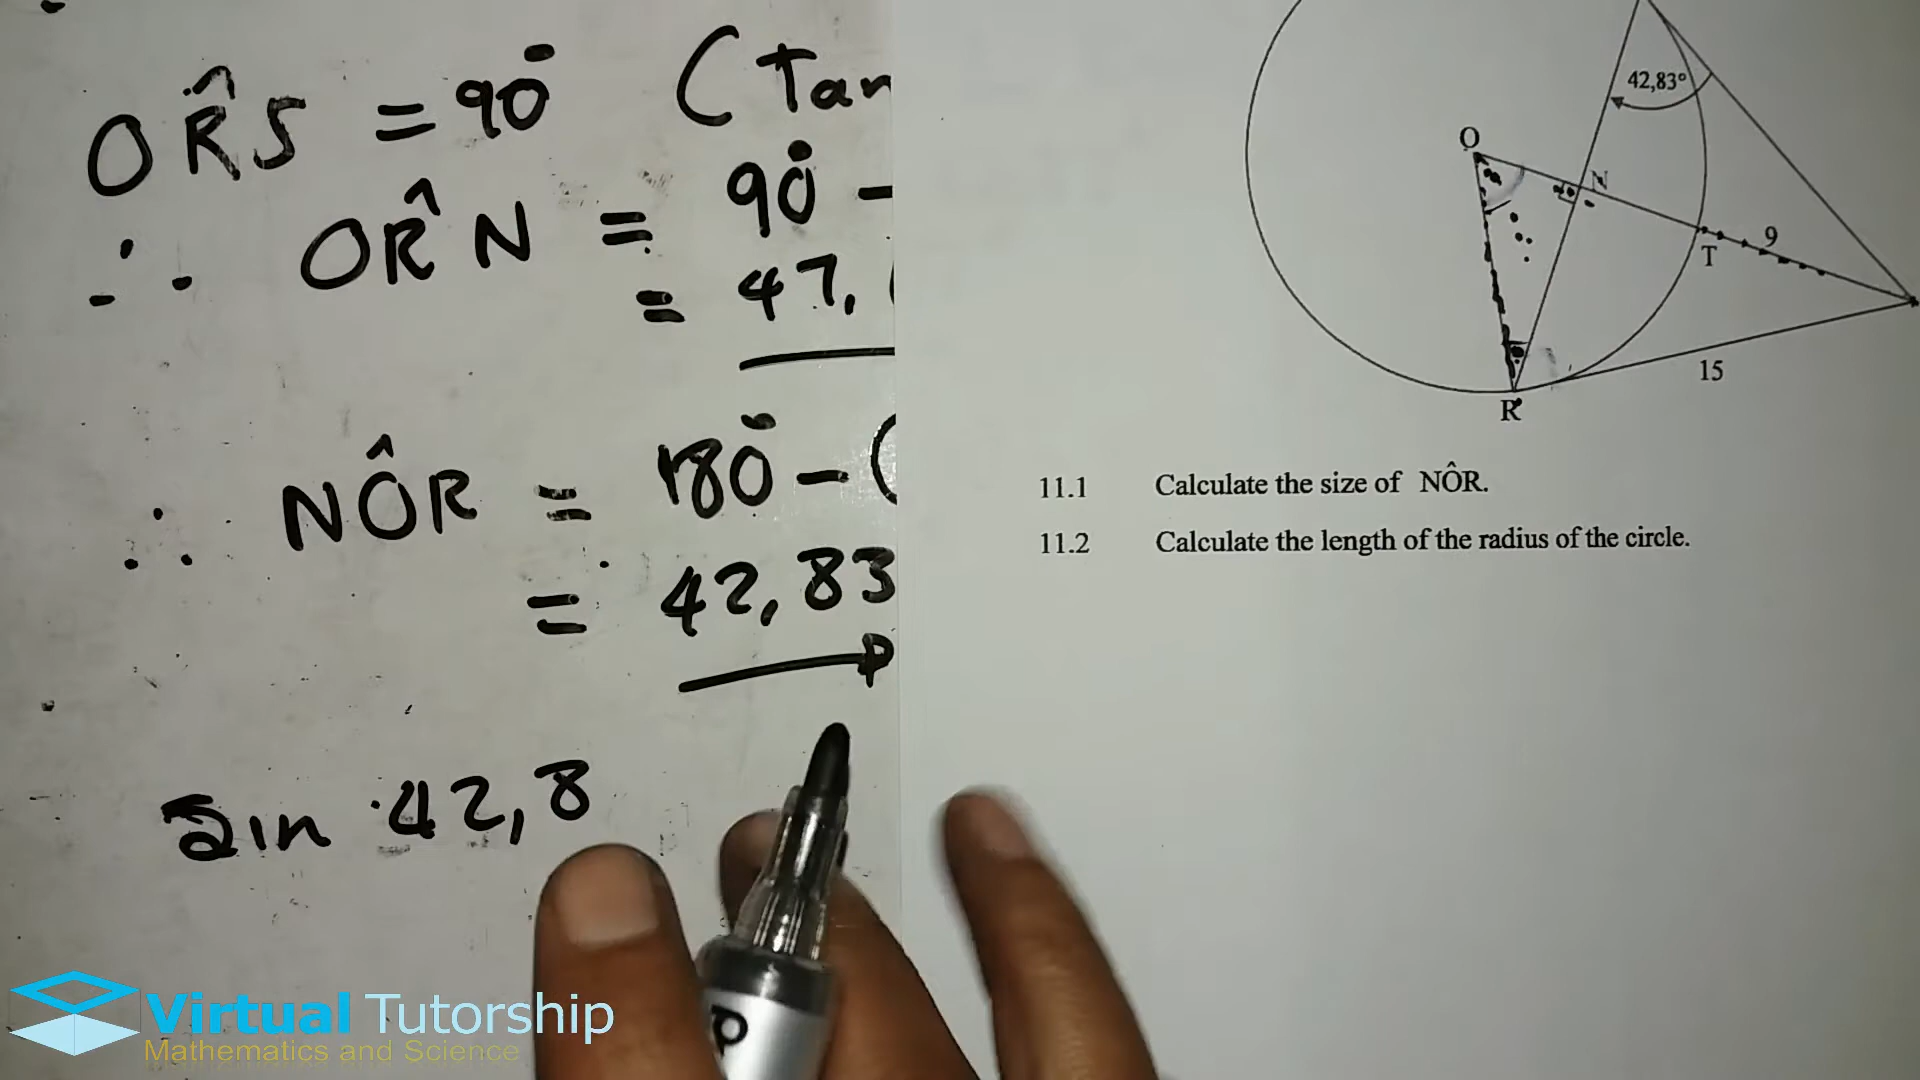 OR̂S = 90° (Tan
∴ OR̂N = 90° -
= 47,
∴ NÔR = 180° - (
= 42,83
sin 42,8
42,83°
O
N
T
9
15
R
11.1 Calculate the size of NÔR.
11.2 Calculate the length of the radius of the circle.
P
Virtual Tutorship
Mathematics and Science